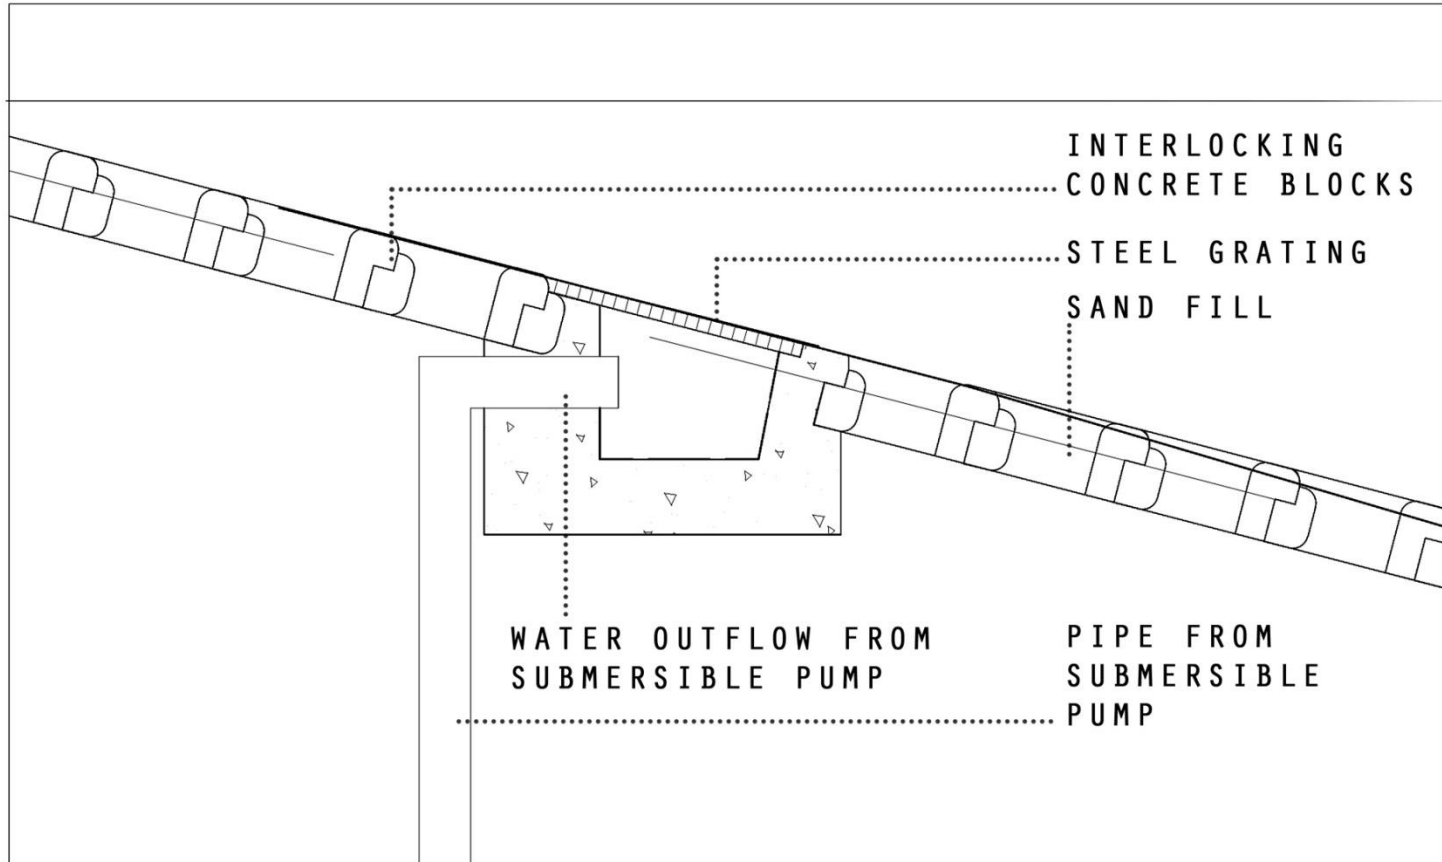 INTERLOCKING
CONCRETE BLOCKS
STEEL GRATING
SAND FILL
WATER OUTFLOW FROM
SUBMERSIBLE PUMP
PIPE FROM
SUBMERSIBLE
PUMP